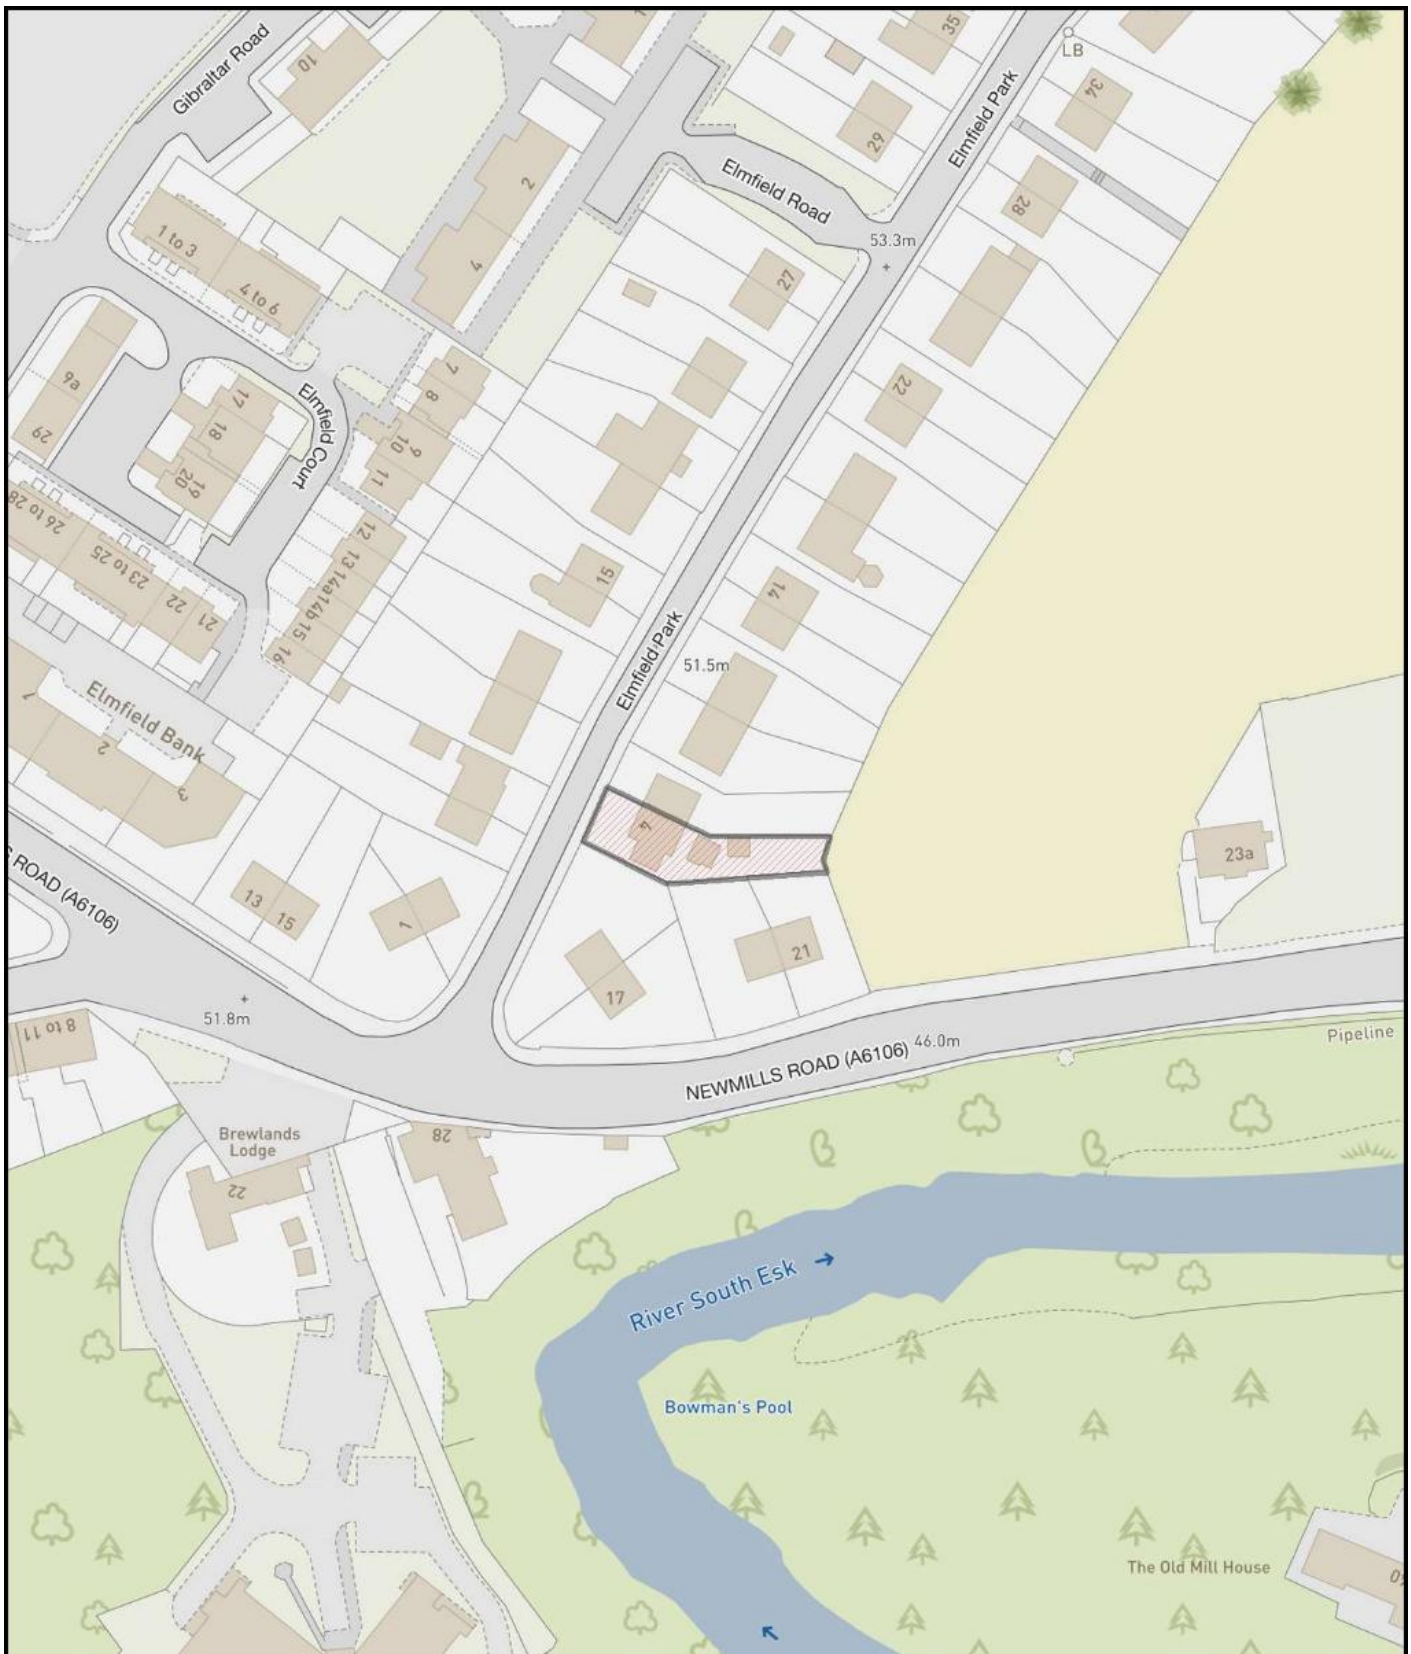 Gibraltar Road
10
35
LB
34
29
Elmfield Park
2
Elmfield Road
28
1 to 3
53.3m
4
4 to 6
27
7
9a
8
22
17
Elmfield Court
18
10
9
29
11
20
19
26 to 28
12
23 to 25
13
14a
15
14
22
14b
21
15
Elmfield Park
16
51.5m
1
Elmfield Bank
2
3
4
23a
ROAD (A6106)
13
15
1
21
17
51.8m
8 to 11
46.0m
Pipeline
NEWMILLS ROAD (A6106)
Brewlands
Lodge
28
22
River South Esk
Bowman's Pool
The Old Mill House